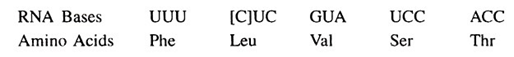 RNA Bases UUU [C]UC GUA UCC ACC
Amino Acids Phe Leu Val Ser Thr